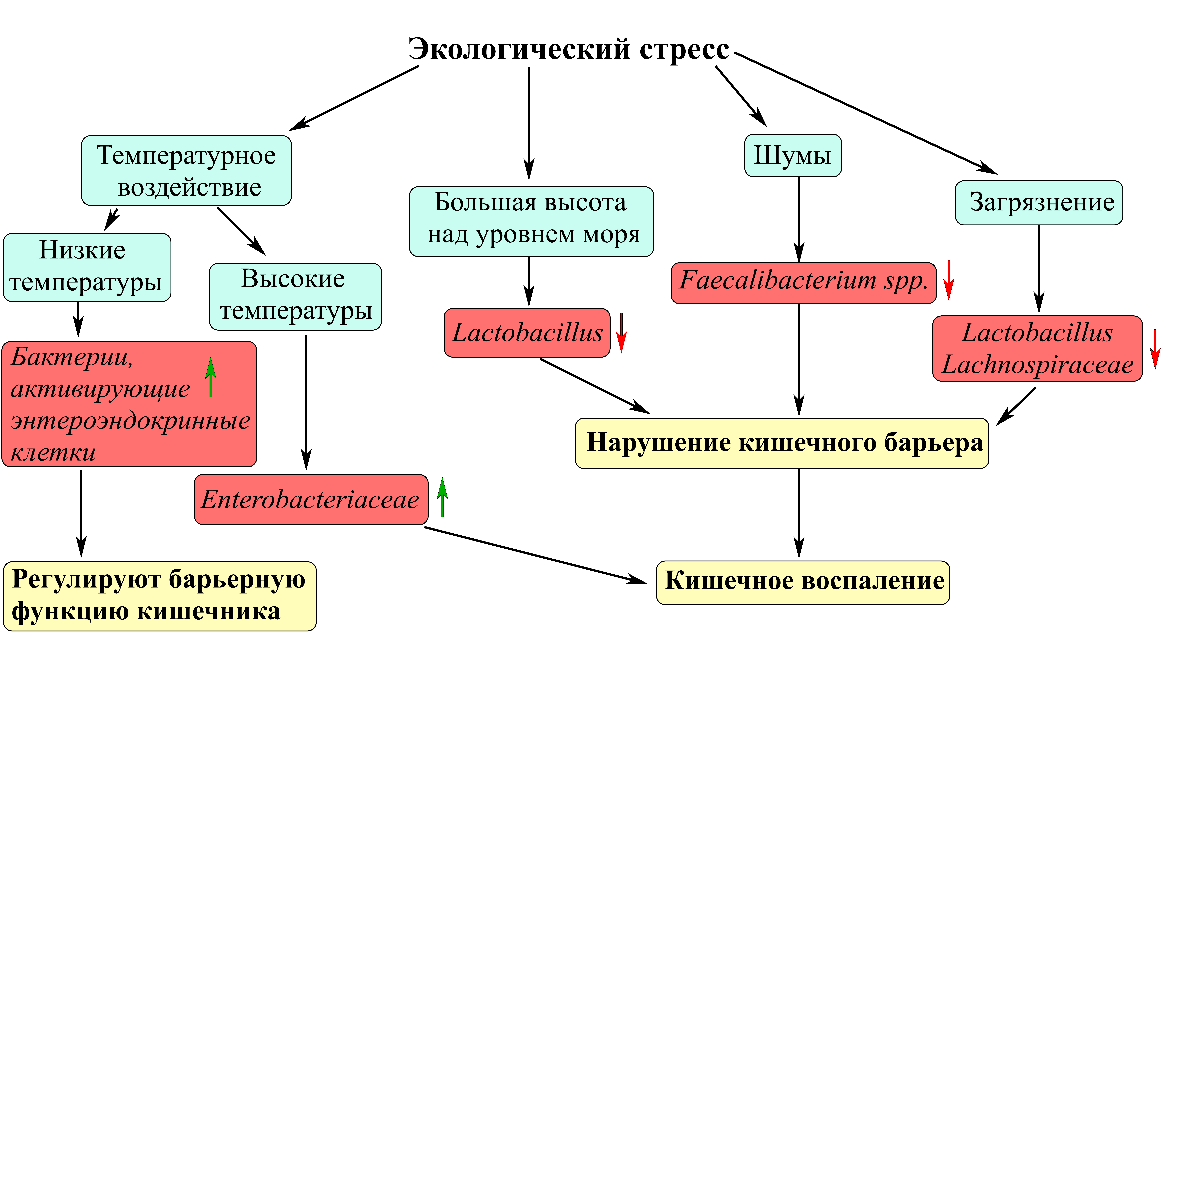 Экологический стресс
Температурное
воздействие
Шумы
Большая высота
над уровнем моря
Загрязнение
Низкие
температуры
Высокие
температуры
Faecalibacterium spp.
Lactobacillus
Lactobacillus
Lachnospiraceae
Бактерии,
активирующие
энтероэндокринные
клетки
Нарушение кишечного барьера
Enterobacteriaceae
Регулируют барьерную
функцию кишечника
Кишечное воспаление